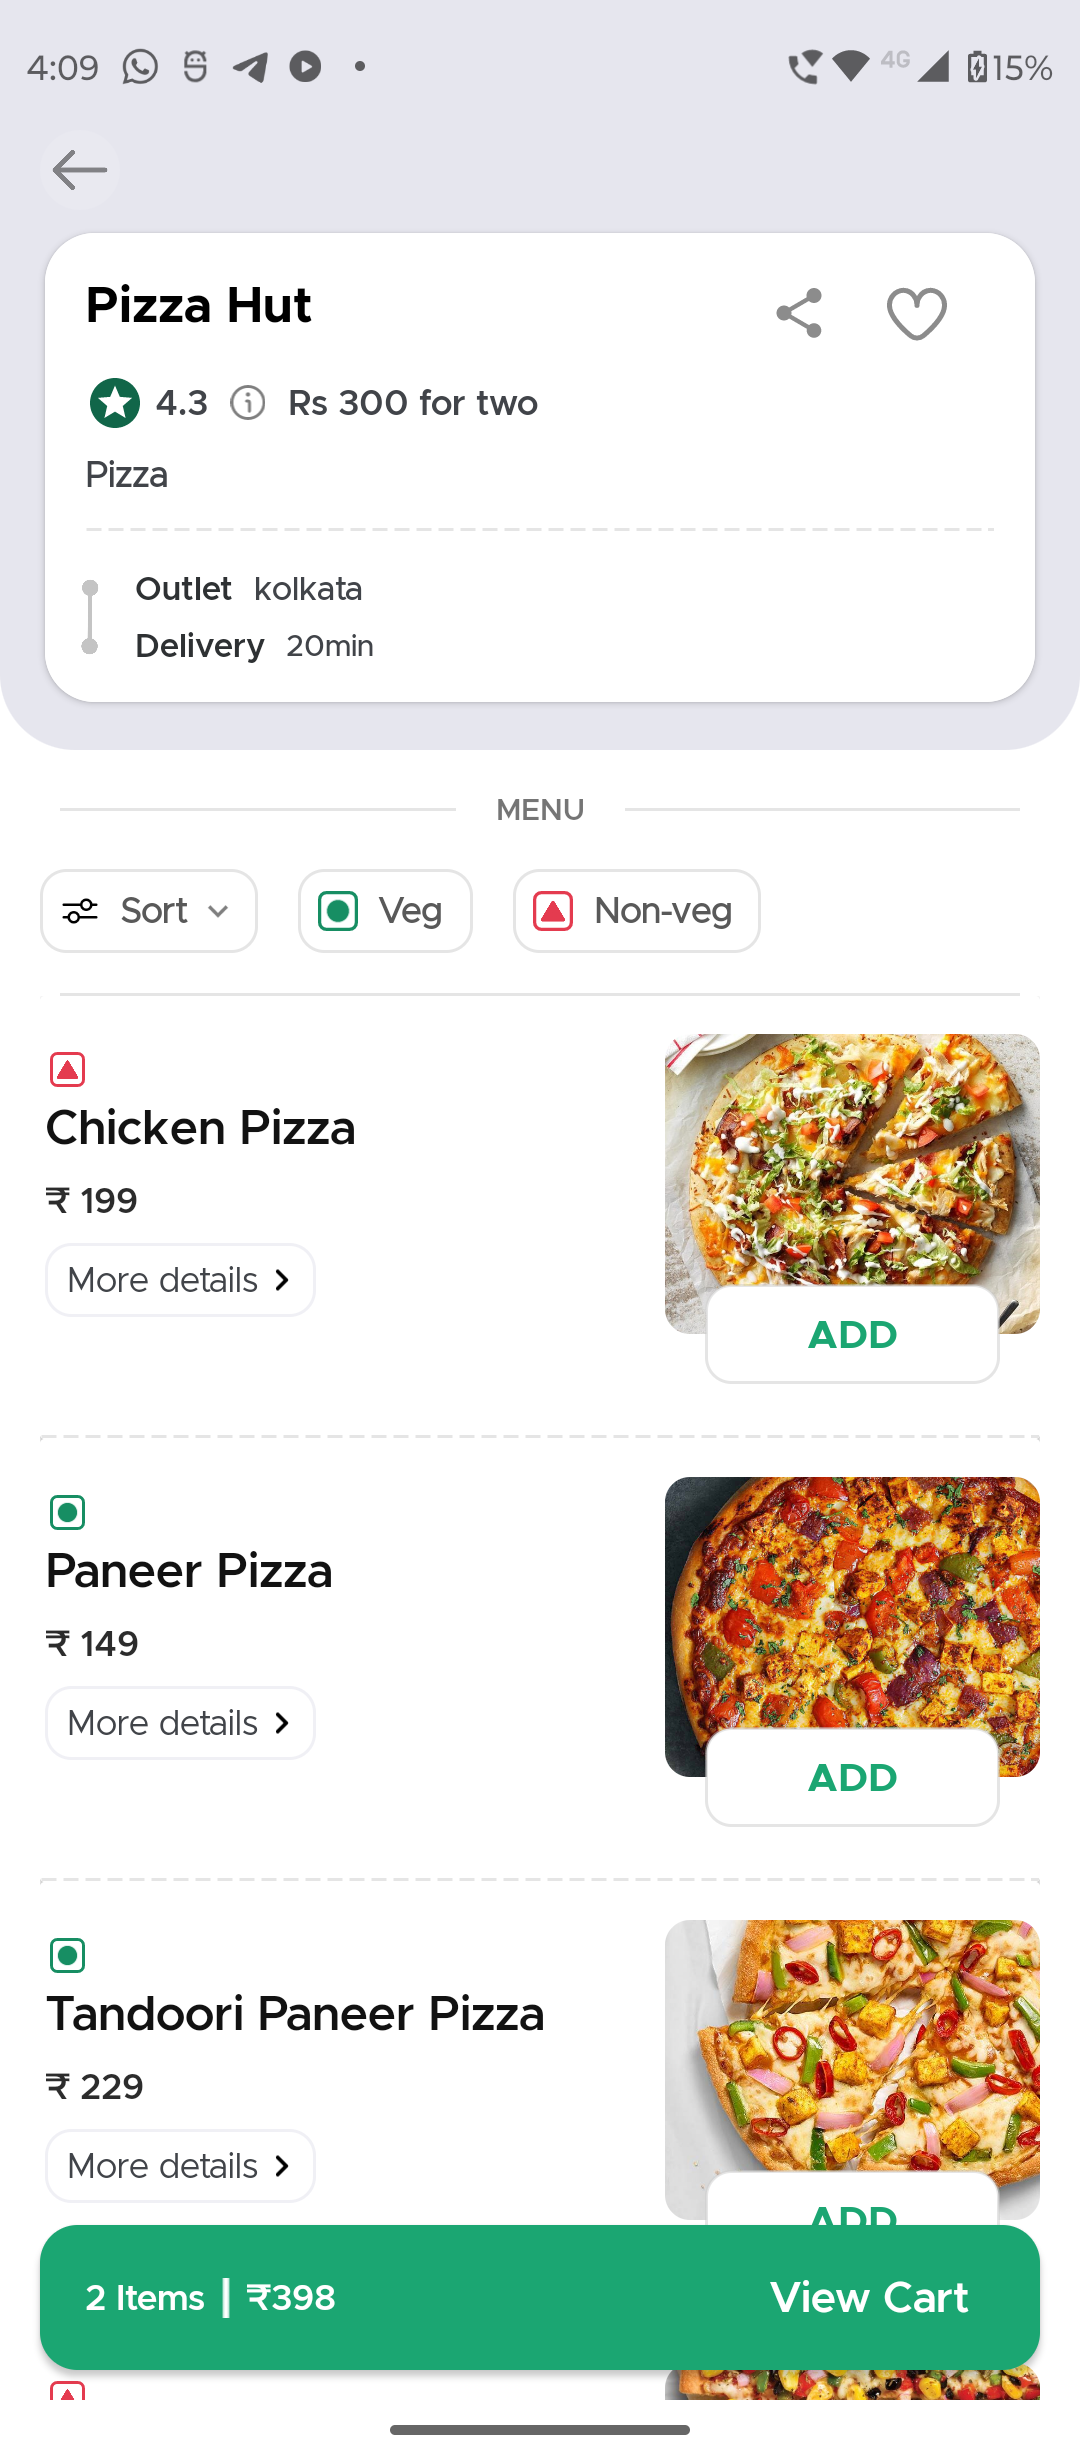 4:09
4G
15%
Pizza Hut
4.3 Rs 300 for two
Pizza
Outlet kolkata
Delivery 20min
MENU
Sort
Veg
Non-veg
Chicken Pizza
₹ 199
More details
ADD
Paneer Pizza
₹ 149
More details
ADD
Tandoori Paneer Pizza
₹ 229
More details
ADD
2 Items | ₹398
View Cart